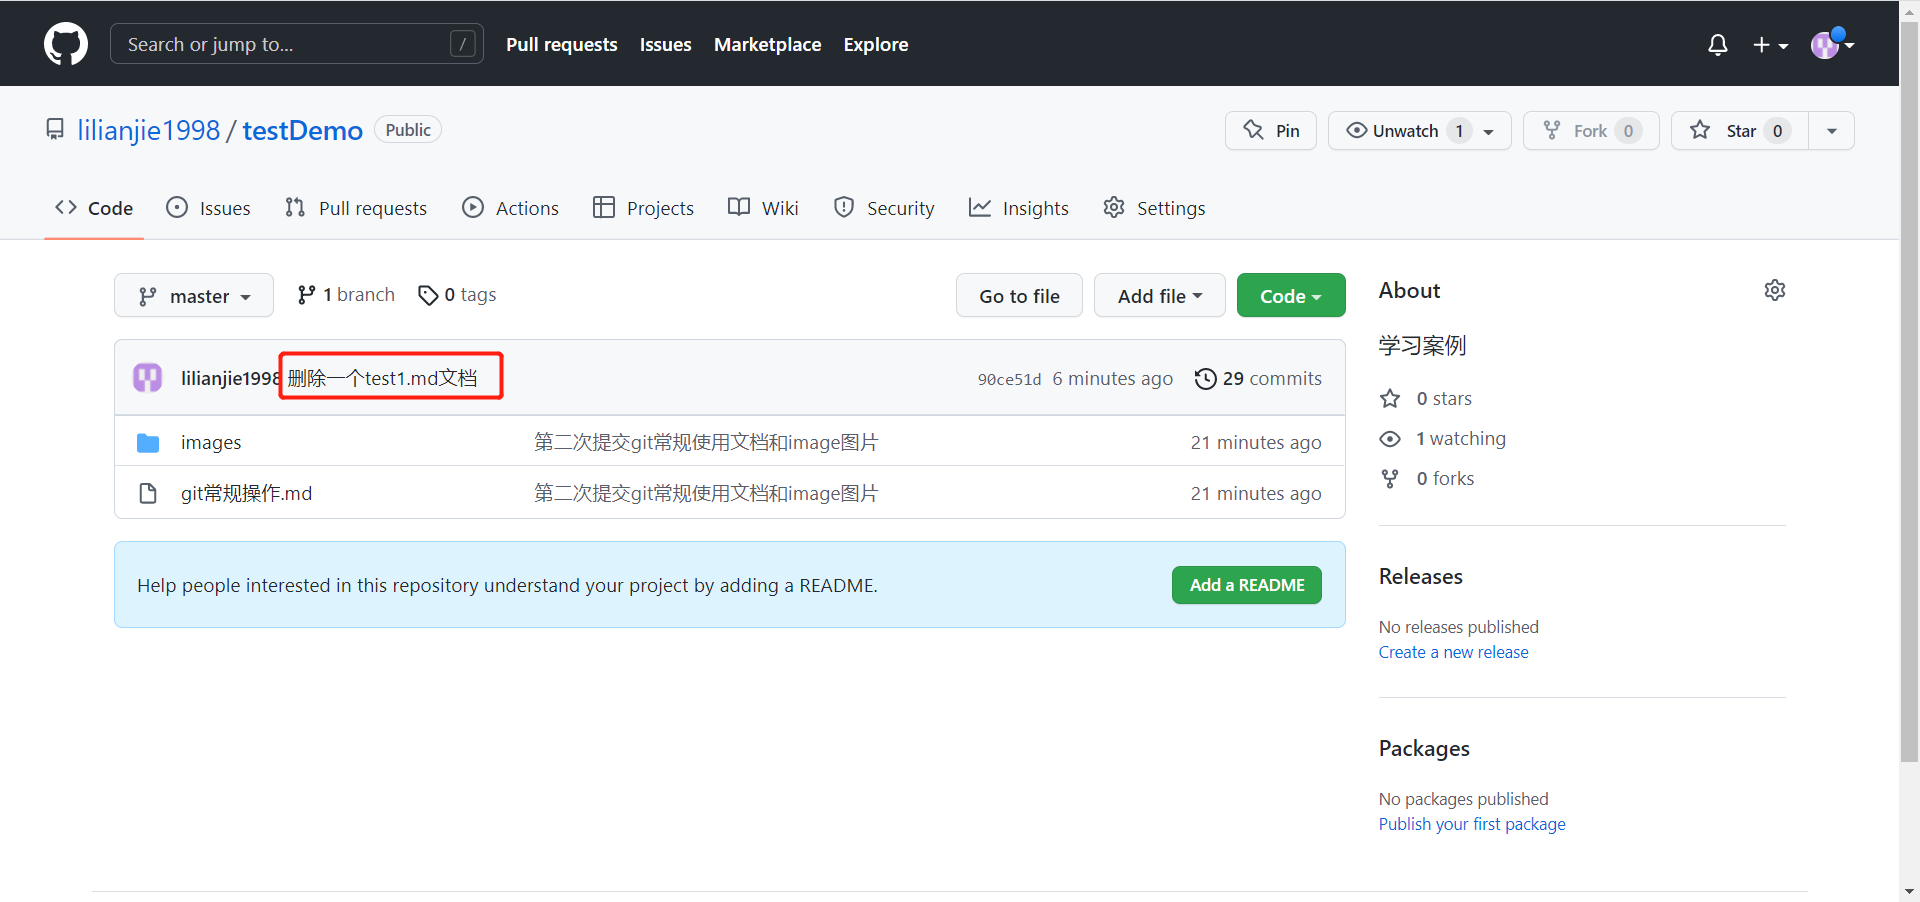 Search or jump to... /
Pull requests Issues Marketplace Explore
lilianjie1998 / testDemo Public
Pin Unwatch 1 Fork 0 Star 0
Code Issues Pull requests Actions Projects Wiki Security Insights Settings
master 1 branch 0 tags Go to file Add file Code
lilianjie1998 删除一个test1.md文档 90ce51d 6 minutes ago 29 commits
images 第二次提交git常规使用文档和image图片 21 minutes ago
git常规操作.md 第二次提交git常规使用文档和image图片 21 minutes ago
Help people interested in this repository understand your project by adding a README. Add a README
About
学习案例
0 stars
1 watching
0 forks
Releases
No releases published
Create a new release
Packages
No packages published
Publish your first package